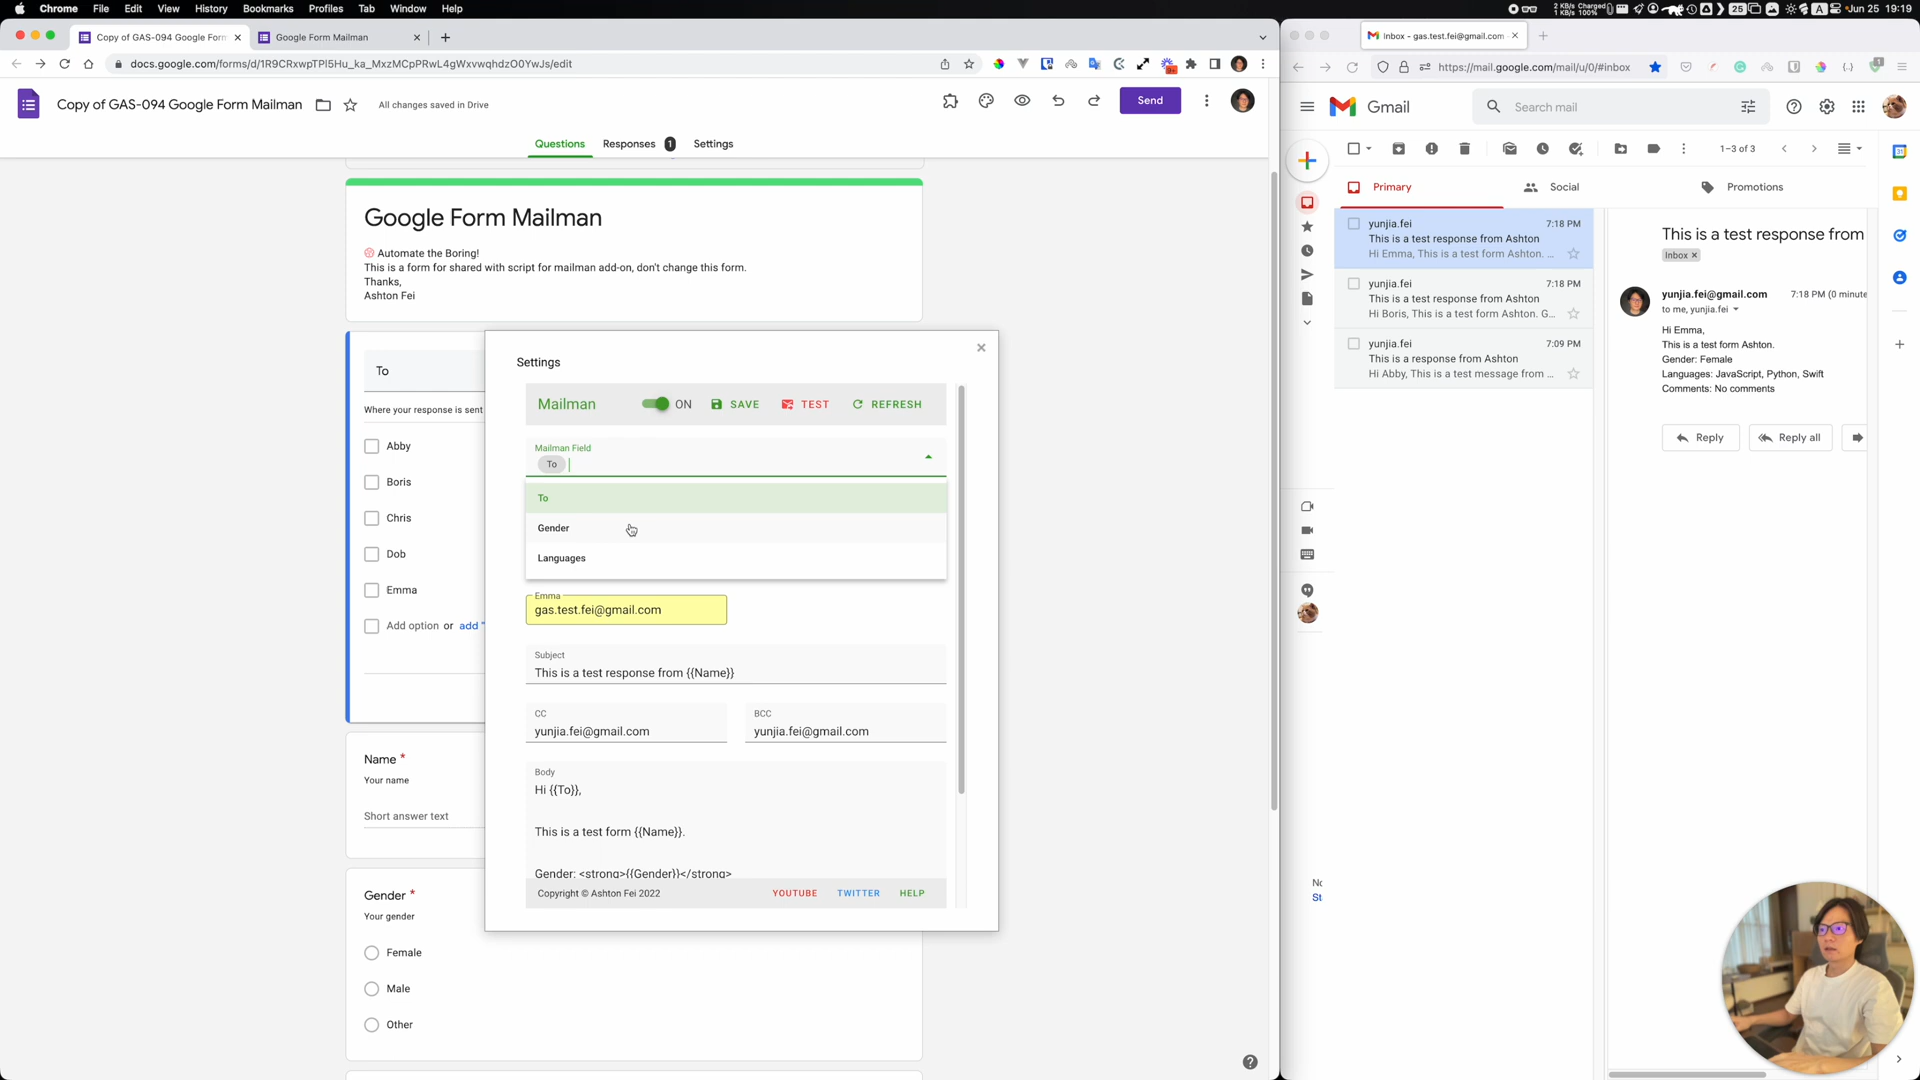 Chrome File Edit View History Bookmarks Profiles Tab Window Help
2 KB/s Charged
1 KB/s 100%
25
Jun 25 19:19
Copy of GAS-094 Google Form
Google Form Mailman
docs.google.com/forms/d/1R9CRxwpTPl5Hu_ka_MxzMCpPRwL4gWxvwqhdzO0YwJs/edit
Copy of GAS-094 Google Form Mailman
All changes saved in Drive
Send
Questions
Responses 1
Settings
Google Form Mailman
Automate the Boring!
This is a form for shared with script for mailman add-on, don't change this form.
Thanks,
Ashton Fei
To
Where your response is sent
Abby
Boris
Chris
Dob
Emma
Add option or add "
Name *
Your name
Short answer text
Gender *
Your gender
Female
Male
Other
Settings
Mailman
ON
SAVE
TEST
REFRESH
Mailman Field
To
To
Gender
Languages
Emma
gas.test.fei@gmail.com
Subject
This is a test response from {{Name}}
CC
yunjia.fei@gmail.com
BCC
yunjia.fei@gmail.com
Body
Hi {{To}},
This is a test form {{Name}}.
Gender: <strong>{{Gender}}</strong>
Copyright © Ashton Fei 2022
YOUTUBE
TWITTER
HELP
Inbox - gas.test.fei@gmail.com
https://mail.google.com/mail/u/0/#inbox
Gmail
Search mail
1–3 of 3
Primary
Social
Promotions
yunjia.fei 7:18 PM
This is a test response from Ashton
Hi Emma, This is a test form Ashton. ...
yunjia.fei 7:18 PM
This is a test response from Ashton
Hi Boris, This is a test form Ashton. G...
yunjia.fei 7:09 PM
This is a response from Ashton
Hi Abby, This is a test message from ...
This is a test response from
Inbox ×
yunjia.fei@gmail.com 7:18 PM (0 minute
to me, yunjia.fei
Hi Emma,
This is a test form Ashton.
Gender: Female
Languages: JavaScript, Python, Swift
Comments: No comments
Reply
Reply all
Nc
St